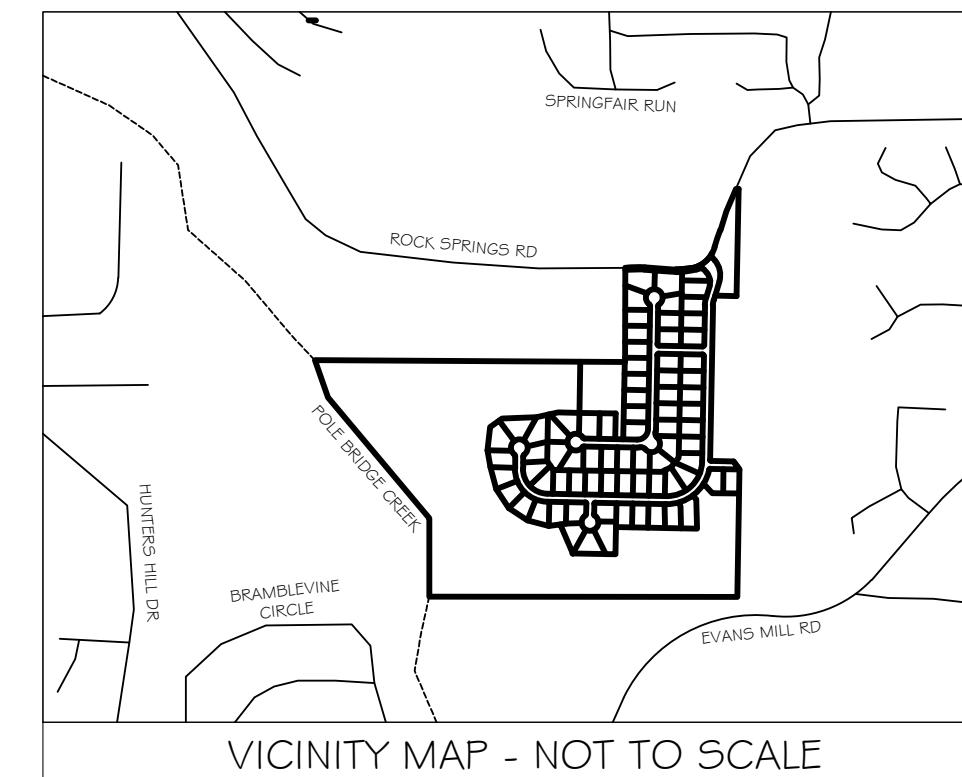 SPRINGFAIR RUN
ROCK SPRINGS RD
POLE BRIDGE CREEK
HUNTERS HILL DR
BRAMBLEVINE
CIRCLE
EVANS MILL RD
VICINITY MAP - NOT TO SCALE